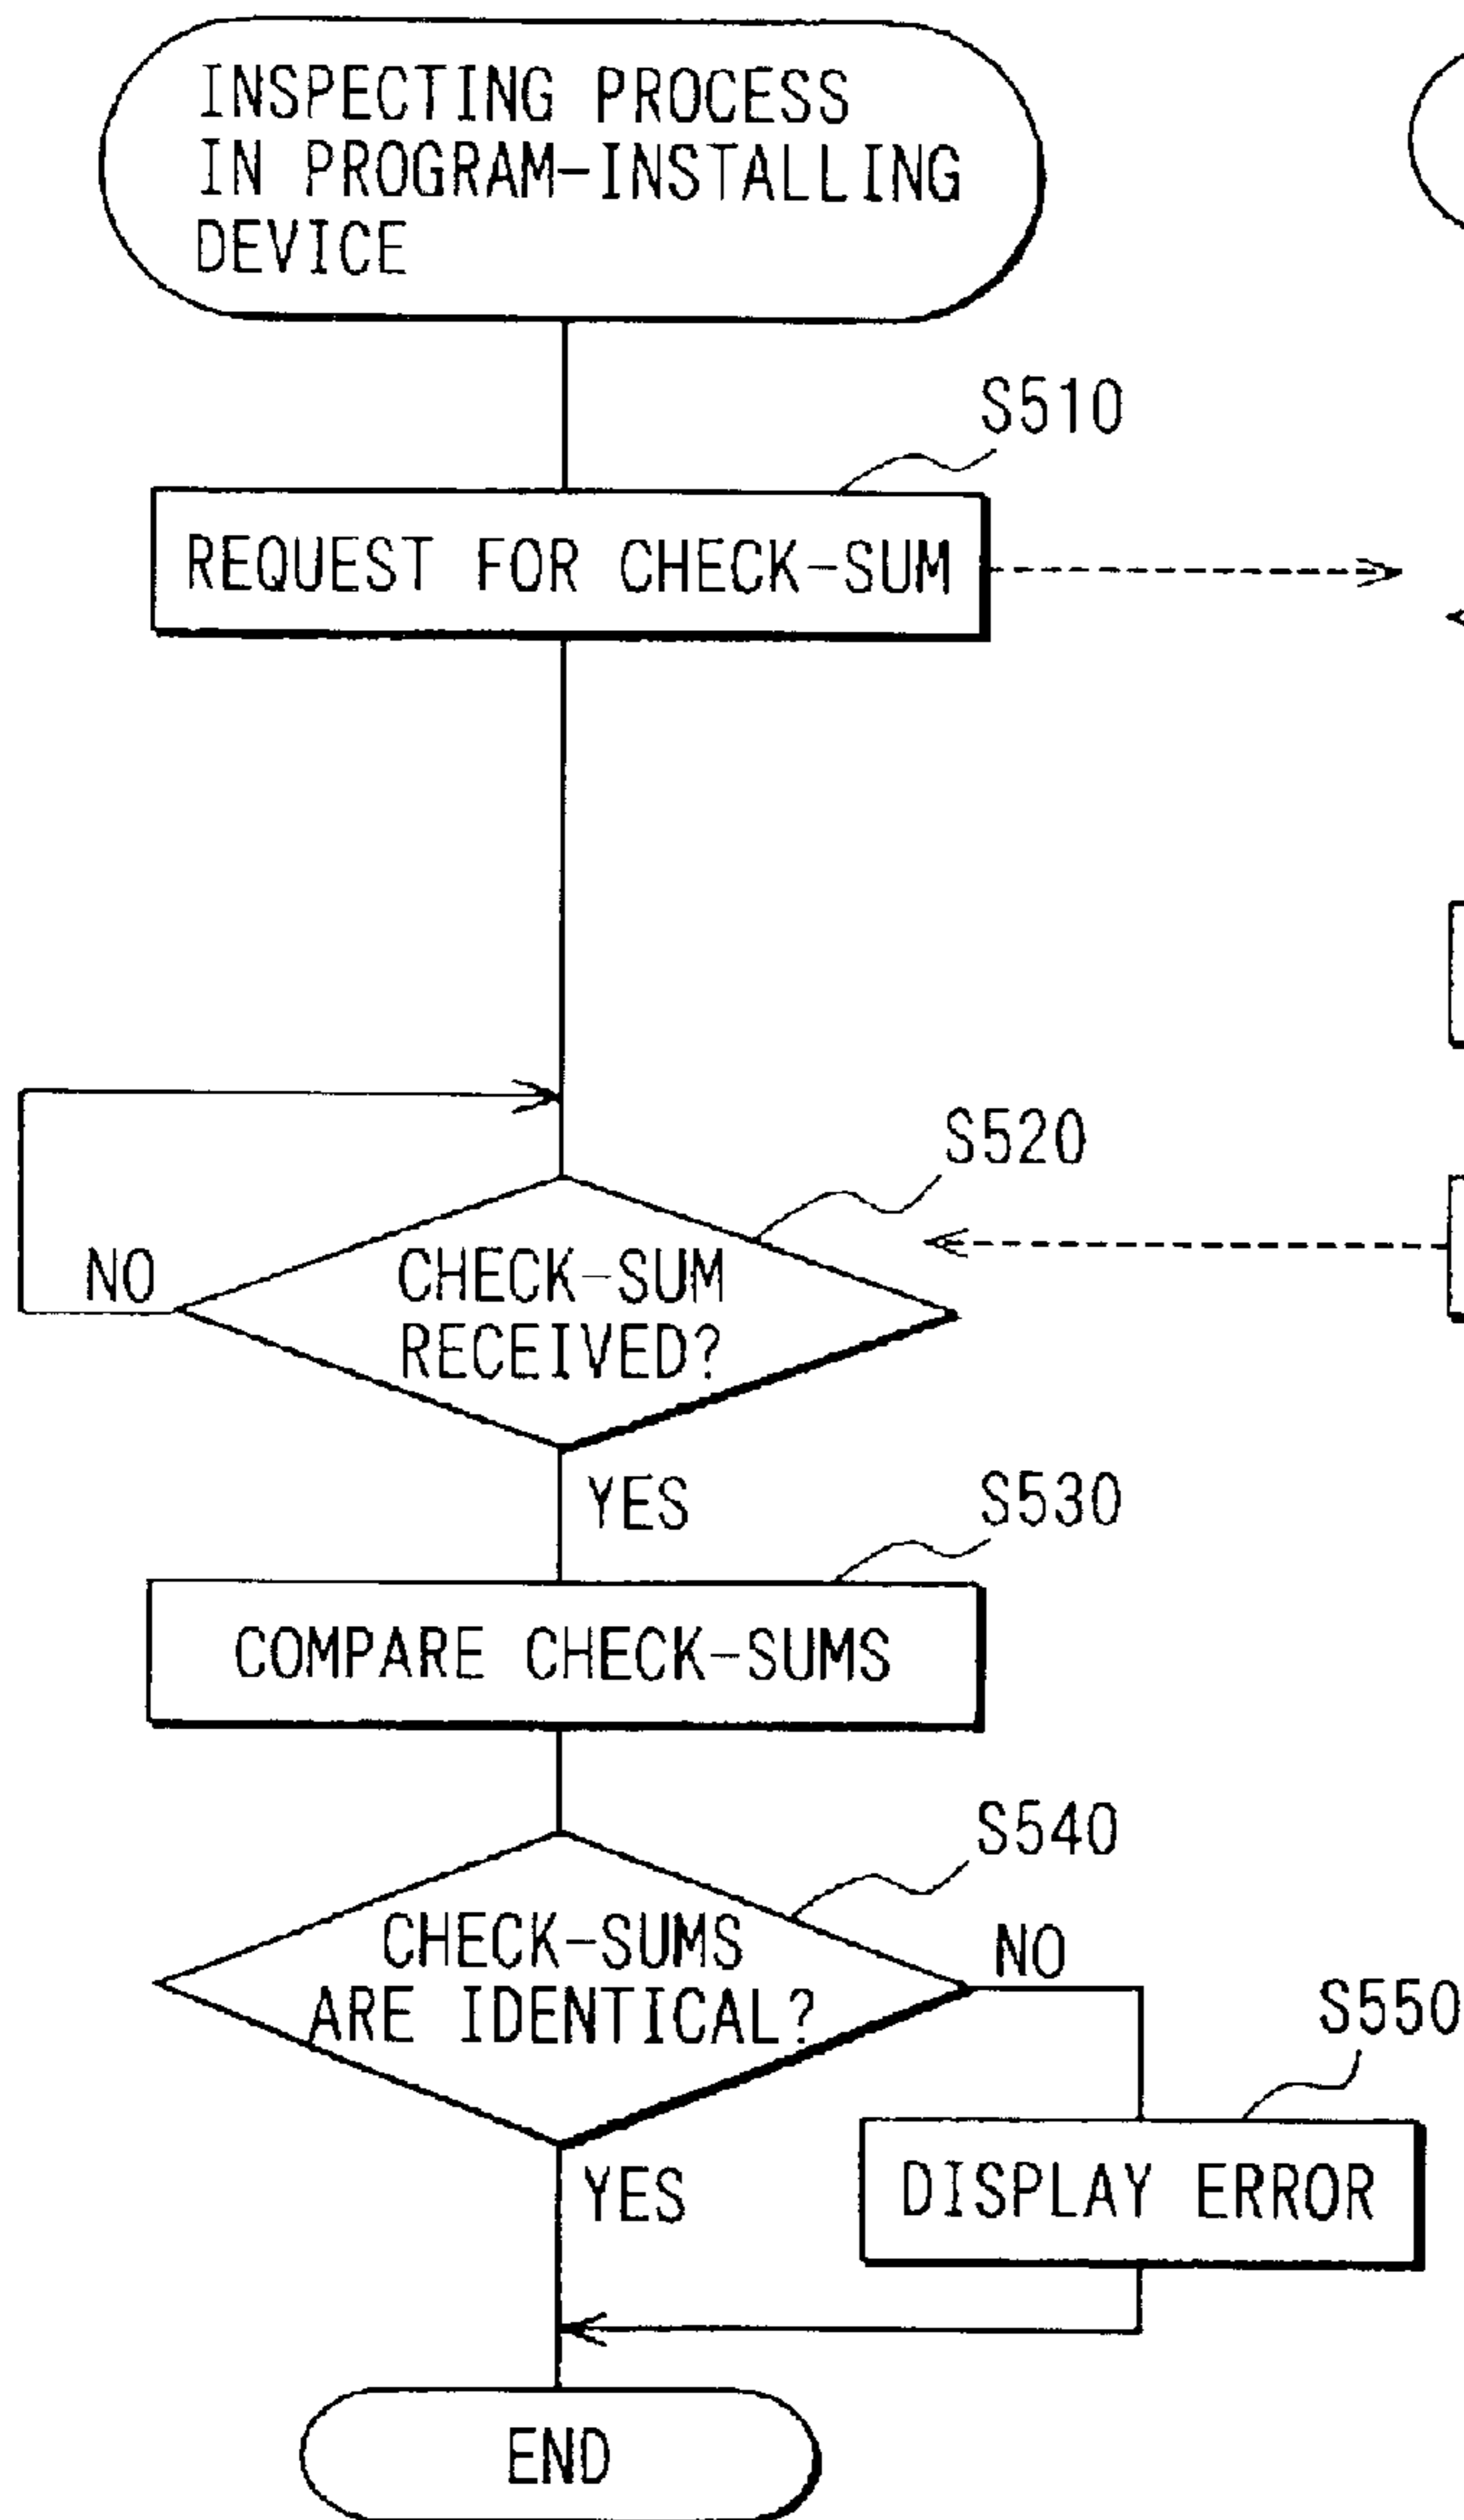 INSPECTING PROCESS
IN PROGRAM-INSTALLING
DEVICE
S510
REQUEST FOR CHECK-SUM
S520
NO
CHECK-SUM
RECEIVED?
YES
S530
COMPARE CHECK-SUMS
S540
CHECK-SUMS
ARE IDENTICAL?
NO
S550
YES
DISPLAY ERROR
END